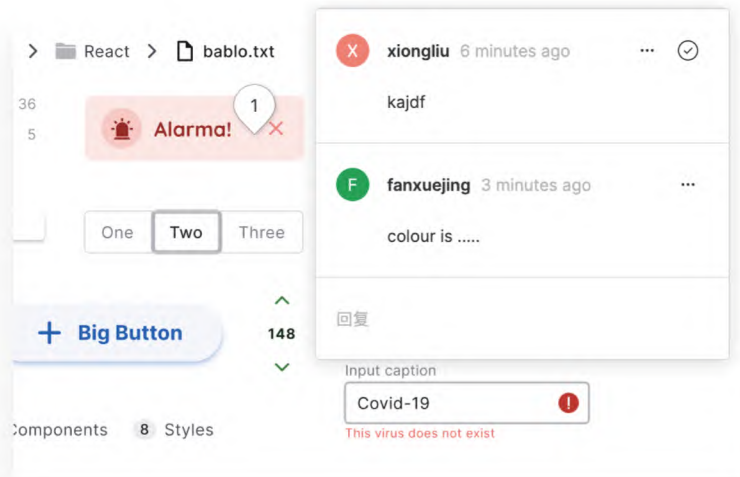 React
bablo.txt
36
5
Alarma!
1
One
Two
Three
Big Button
148
omponents
8
Styles
X
xiongliu 6 minutes ago
kajdf
F
fanxuejing 3 minutes ago
colour is .....
回复
Input caption
Covid-19
This virus does not exist